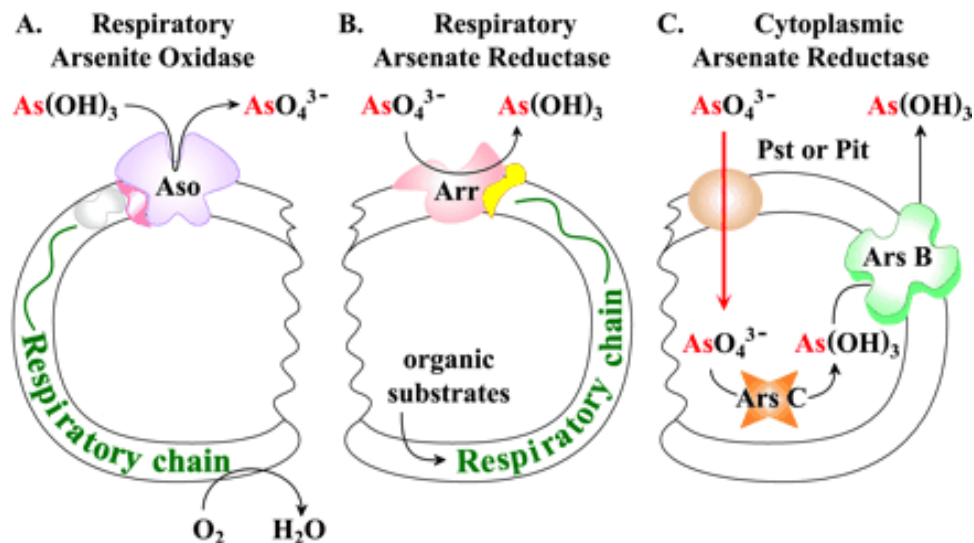 A. Respiratory
Arsenite Oxidase
As(OH)₃
AsO₄³⁻
Aso
Respiratory chain
O₂
H₂O
B. Respiratory
Arsenate Reductase
AsO₄³⁻
As(OH)₃
Arr
organic
substrates
Respiratory chain
C. Cytoplasmic
Arsenate Reductase
AsO₄³⁻
As(OH)₃
Pst or Pit
Ars B
AsO₄³⁻
As(OH)₃
Ars C